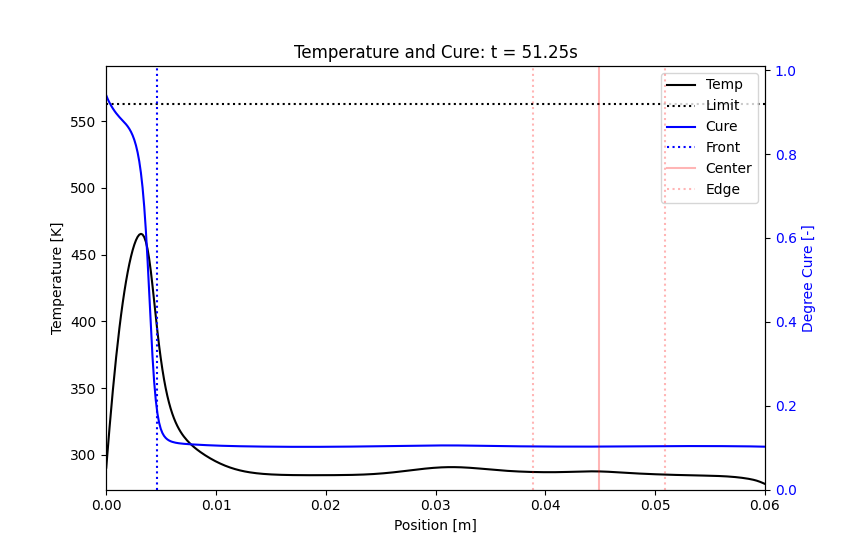 Temperature and Cure: t = 51.25s
Temp
Limit
Cure
Front
Center
Edge
Temperature [K]
550
500
450
400
350
300
Degree Cure [-]
1.0
0.8
0.6
0.4
0.2
0.0
0.00 0.01 0.02 0.03 0.04 0.05 0.06
Position [m]